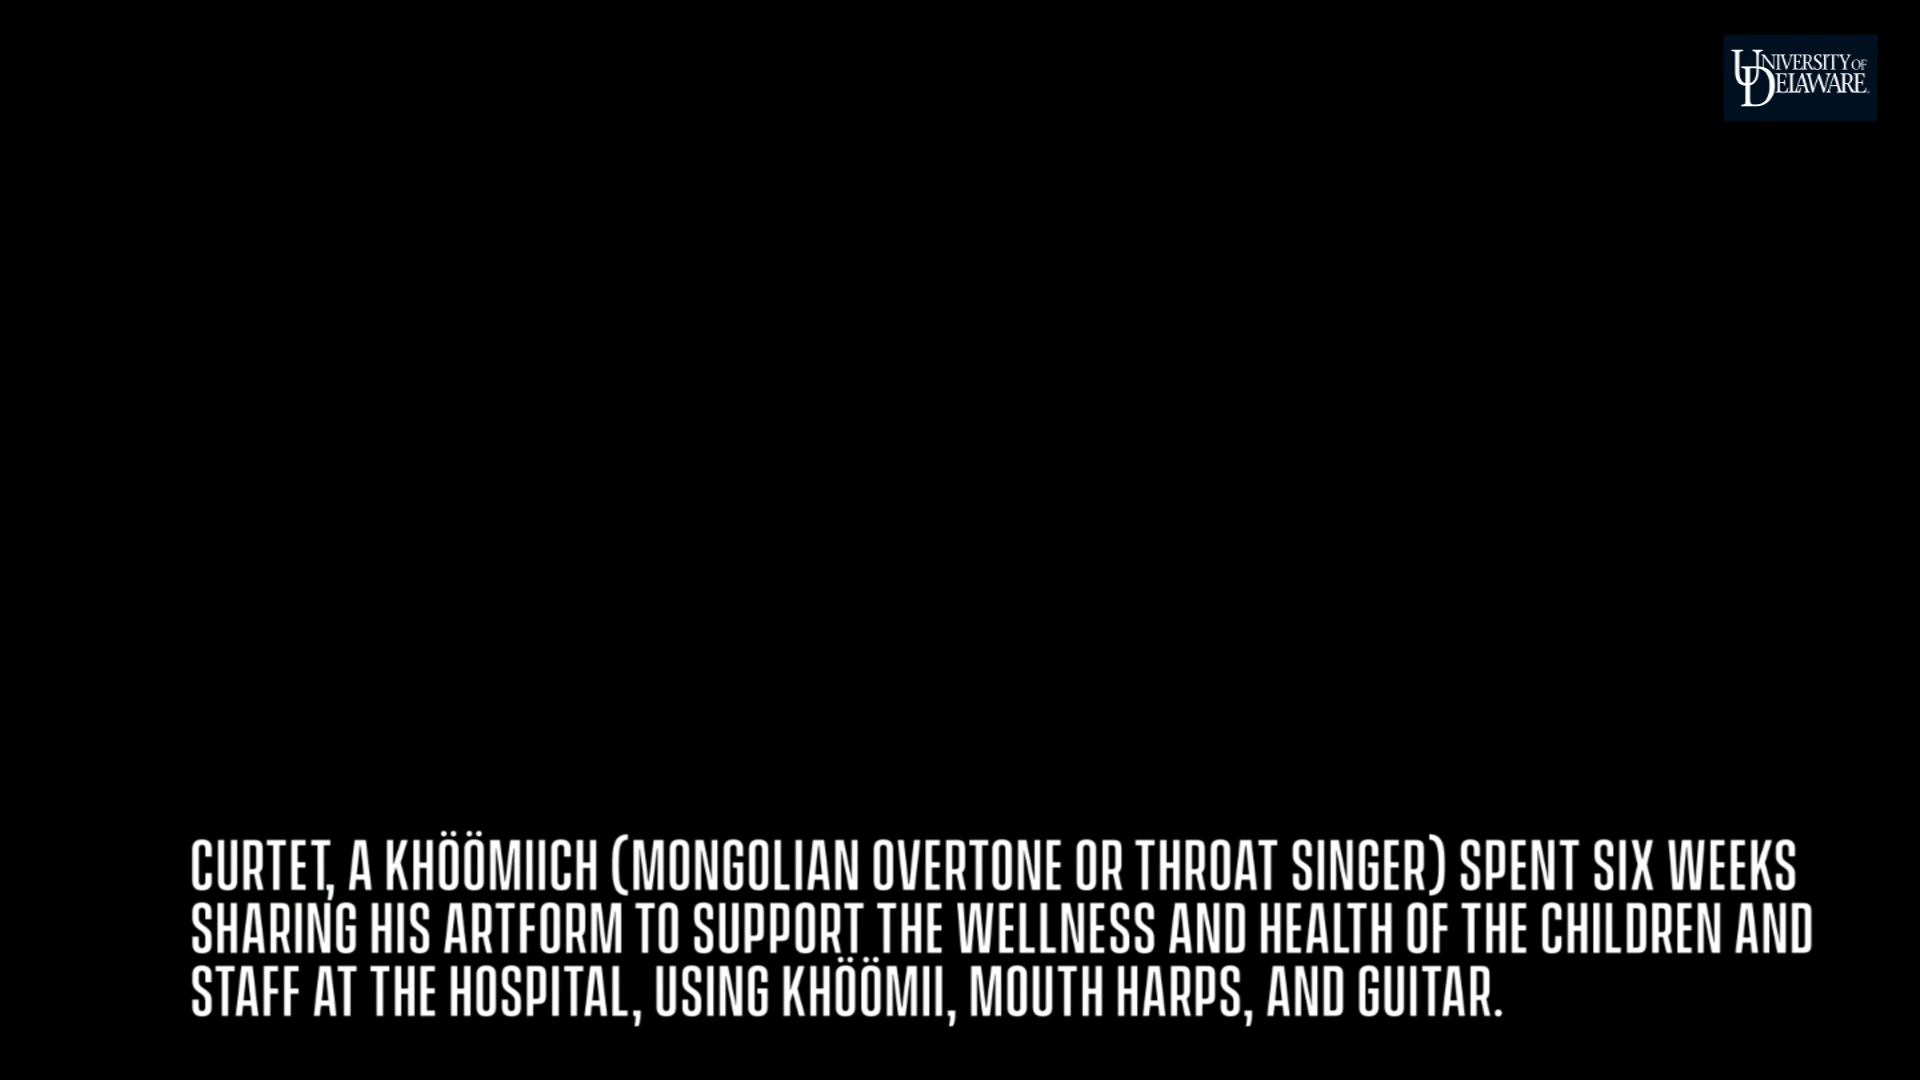 UNIVERSITY OF
DELAWARE
CURTET, A KHÖÖMIICH (MONGOLIAN OVERTONE OR THROAT SINGER) SPENT SIX WEEKS
SHARING HIS ARTFORM TO SUPPORT THE WELLNESS AND HEALTH OF THE CHILDREN AND
STAFF AT THE HOSPITAL, USING KHÖÖMII, MOUTH HARPS, AND GUITAR.